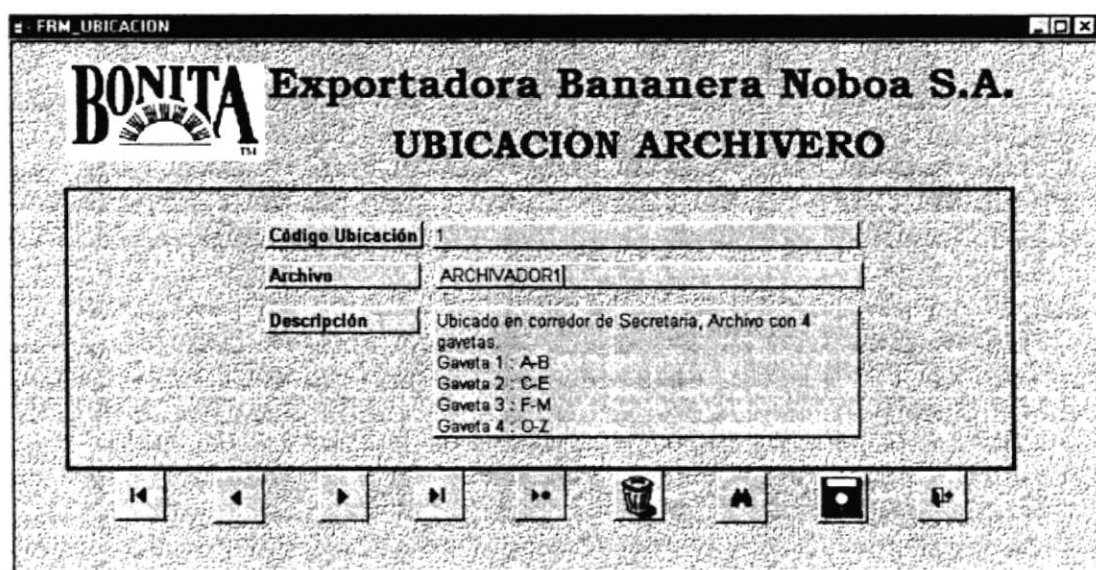 FRM_UBICACION
BONITA
TM
Exportadora Bananera Noboa S.A.
UBICACION ARCHIVERO
Código Ubicación 1
Archivo ARCHIVADOR1
Descripción Ubicado en corredor de Secretaria, Archivo con 4
gavetas.
Gaveta 1 : A-B
Gaveta 2 : C-E
Gaveta 3 : F-M
Gaveta 4 : O-Z